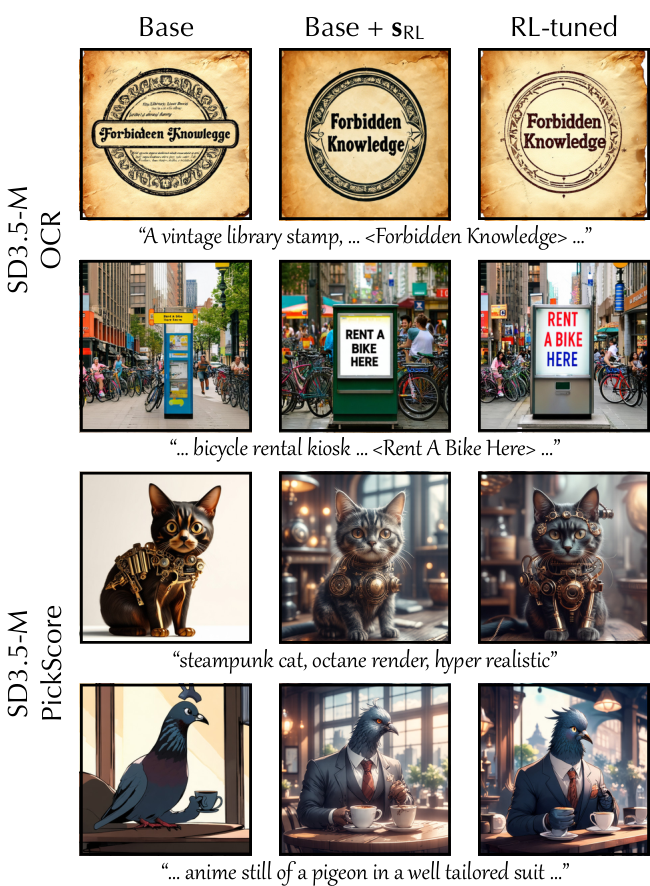 Base
Base + sRL
RL-tuned
SD3.5-M
OCR
Forbideen Knowlegge
Forbidden
Knowledge
Forbidden
Knowledge
“A vintage library stamp, ... <Forbidden Knowledge> ...”
RENT A
BIKE
HERE
RENT
A BIKE
HERE
“... bicycle rental kiosk ... <Rent A Bike Here> ...”
SD3.5-M
PickScore
“steampunk cat, octane render, hyper realistic”
“... anime still of a pigeon in a well tailored suit ...”